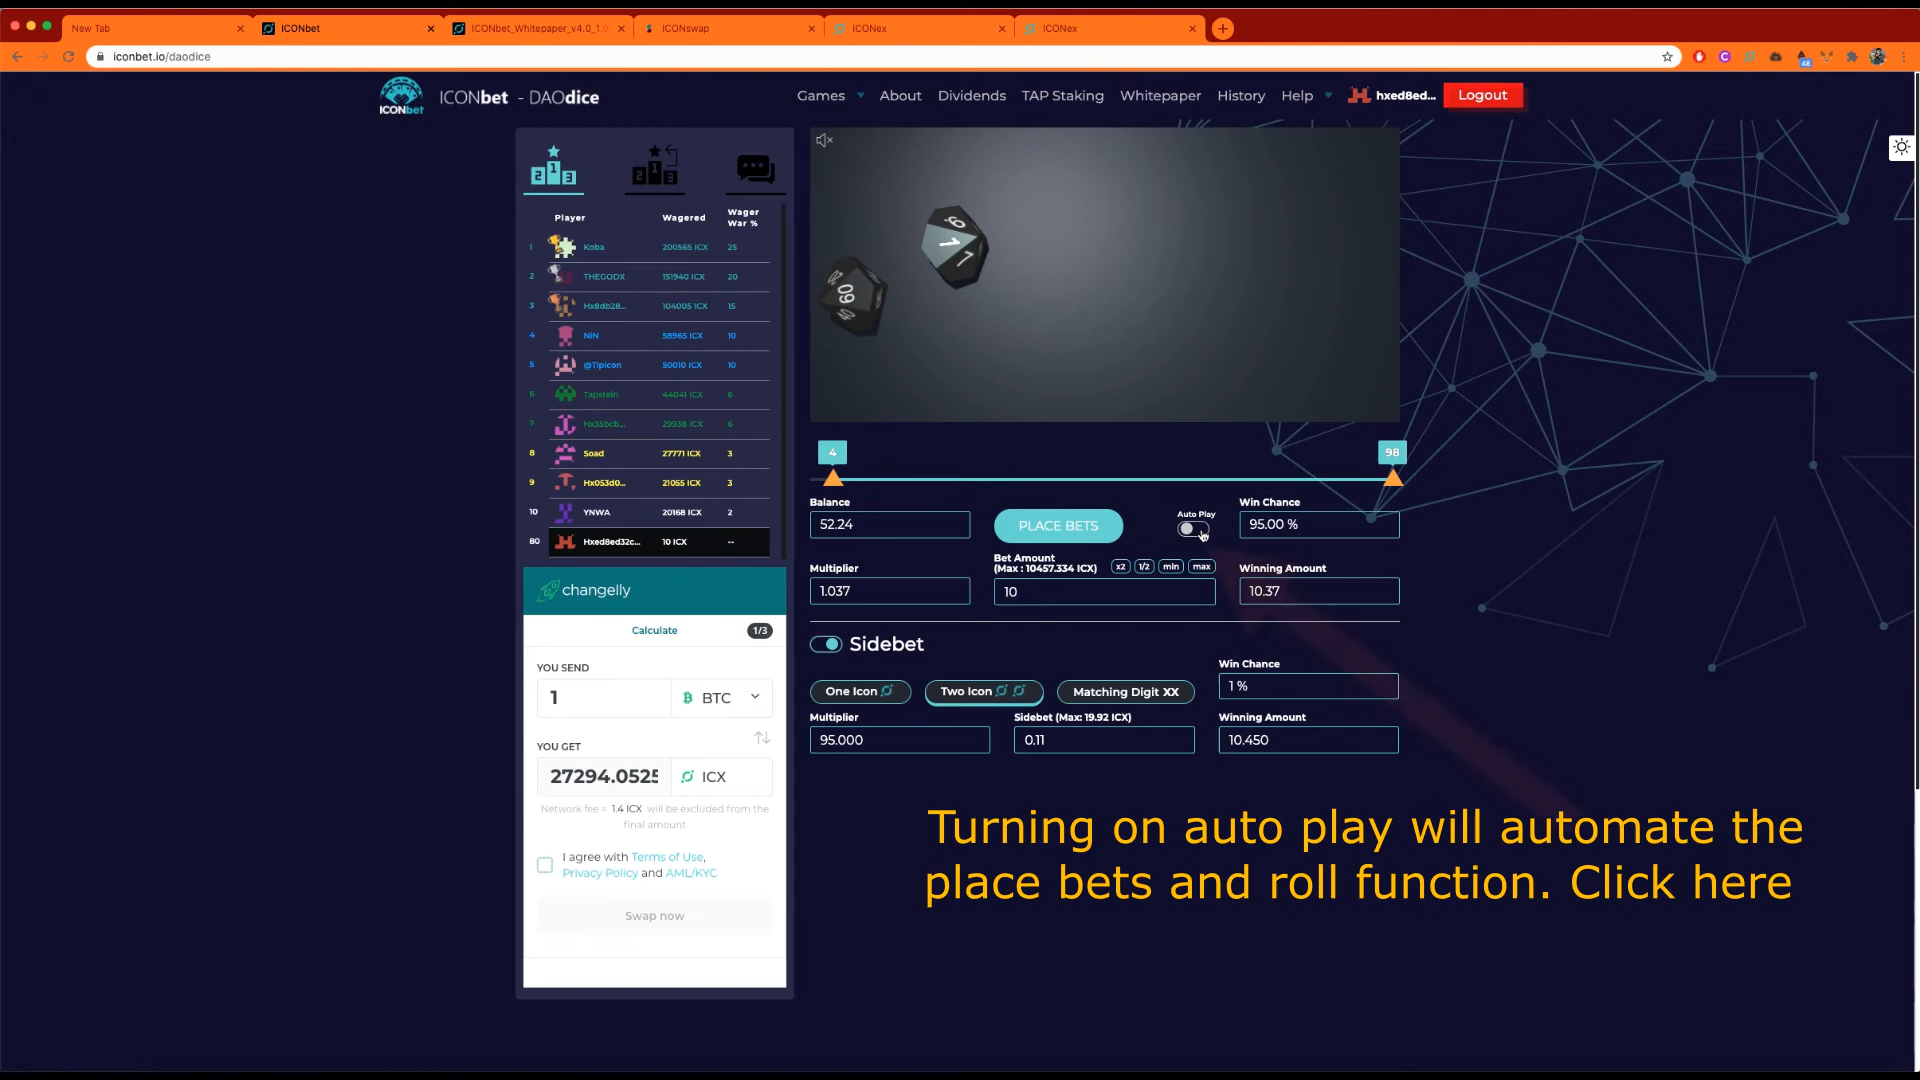 New Tab
ICONbet
ICONbet_Whitepaper_v4.0_1.9
ICONswap
ICONex
ICONex
iconbet.io/daodice
48
ICONbet
ICONbet - DAOdice
Games
About
Dividends
TAP Staking
Whitepaper
History
Help
hxed8ed...
Logout
Player Wagered Wager War %
1 Koba 200565 ICX 25
2 THEGODX 151940 ICX 20
3 Hx8db28... 104005 ICX 15
4 NIN 58965 ICX 10
5 @Tipicon 50010 ICX 10
6 Tapstein 44041 ICX 6
7 Hx35bcb... 29938 ICX 6
8 Soad 27771 ICX 3
9 Hx053d0... 21055 ICX 3
10 YNWA 20168 ICX 2
80 Hxed8ed32c... 10 ICX --
4
98
Balance
52.24
PLACE BETS
Auto Play
Win Chance
95.00 %
Multiplier
1.037
Bet Amount
(Max : 10457.334 ICX)
x2
1/2
min
max
10
Winning Amount
10.37
Sidebet
One Icon
Two Icon
Matching Digit XX
Win Chance
1 %
Multiplier
95.000
Sidebet (Max: 19.92 ICX)
0.11
Winning Amount
10.450
changelly
Calculate
1/3
YOU SEND
1
BTC
YOU GET
27294.0525
ICX
Network fee = 1.4 ICX will be excluded from the
final amount
I agree with Terms of Use,
Privacy Policy and AML/KYC
Swap now
Turning on auto play will automate the
place bets and roll function. Click here